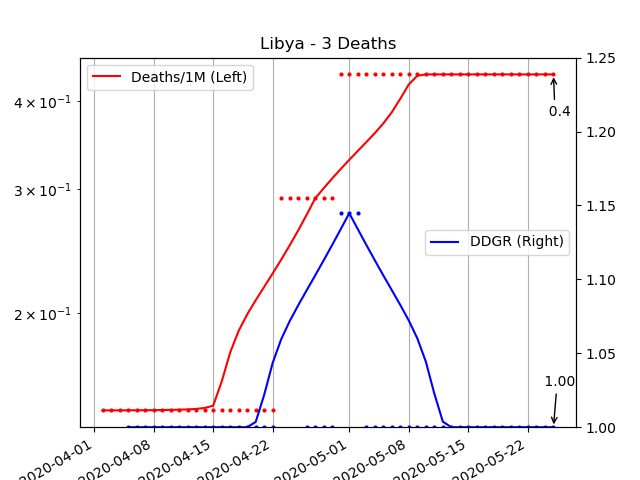 Libya - 3 Deaths
Deaths/1M (Left)
DDGR (Right)
4 × 10⁻¹
3 × 10⁻¹
2 × 10⁻¹
1.25
1.20
1.15
1.10
1.05
1.00
0.4
1.00
2020-04-01
2020-04-08
2020-04-15
2020-04-22
2020-05-01
2020-05-08
2020-05-15
2020-05-22